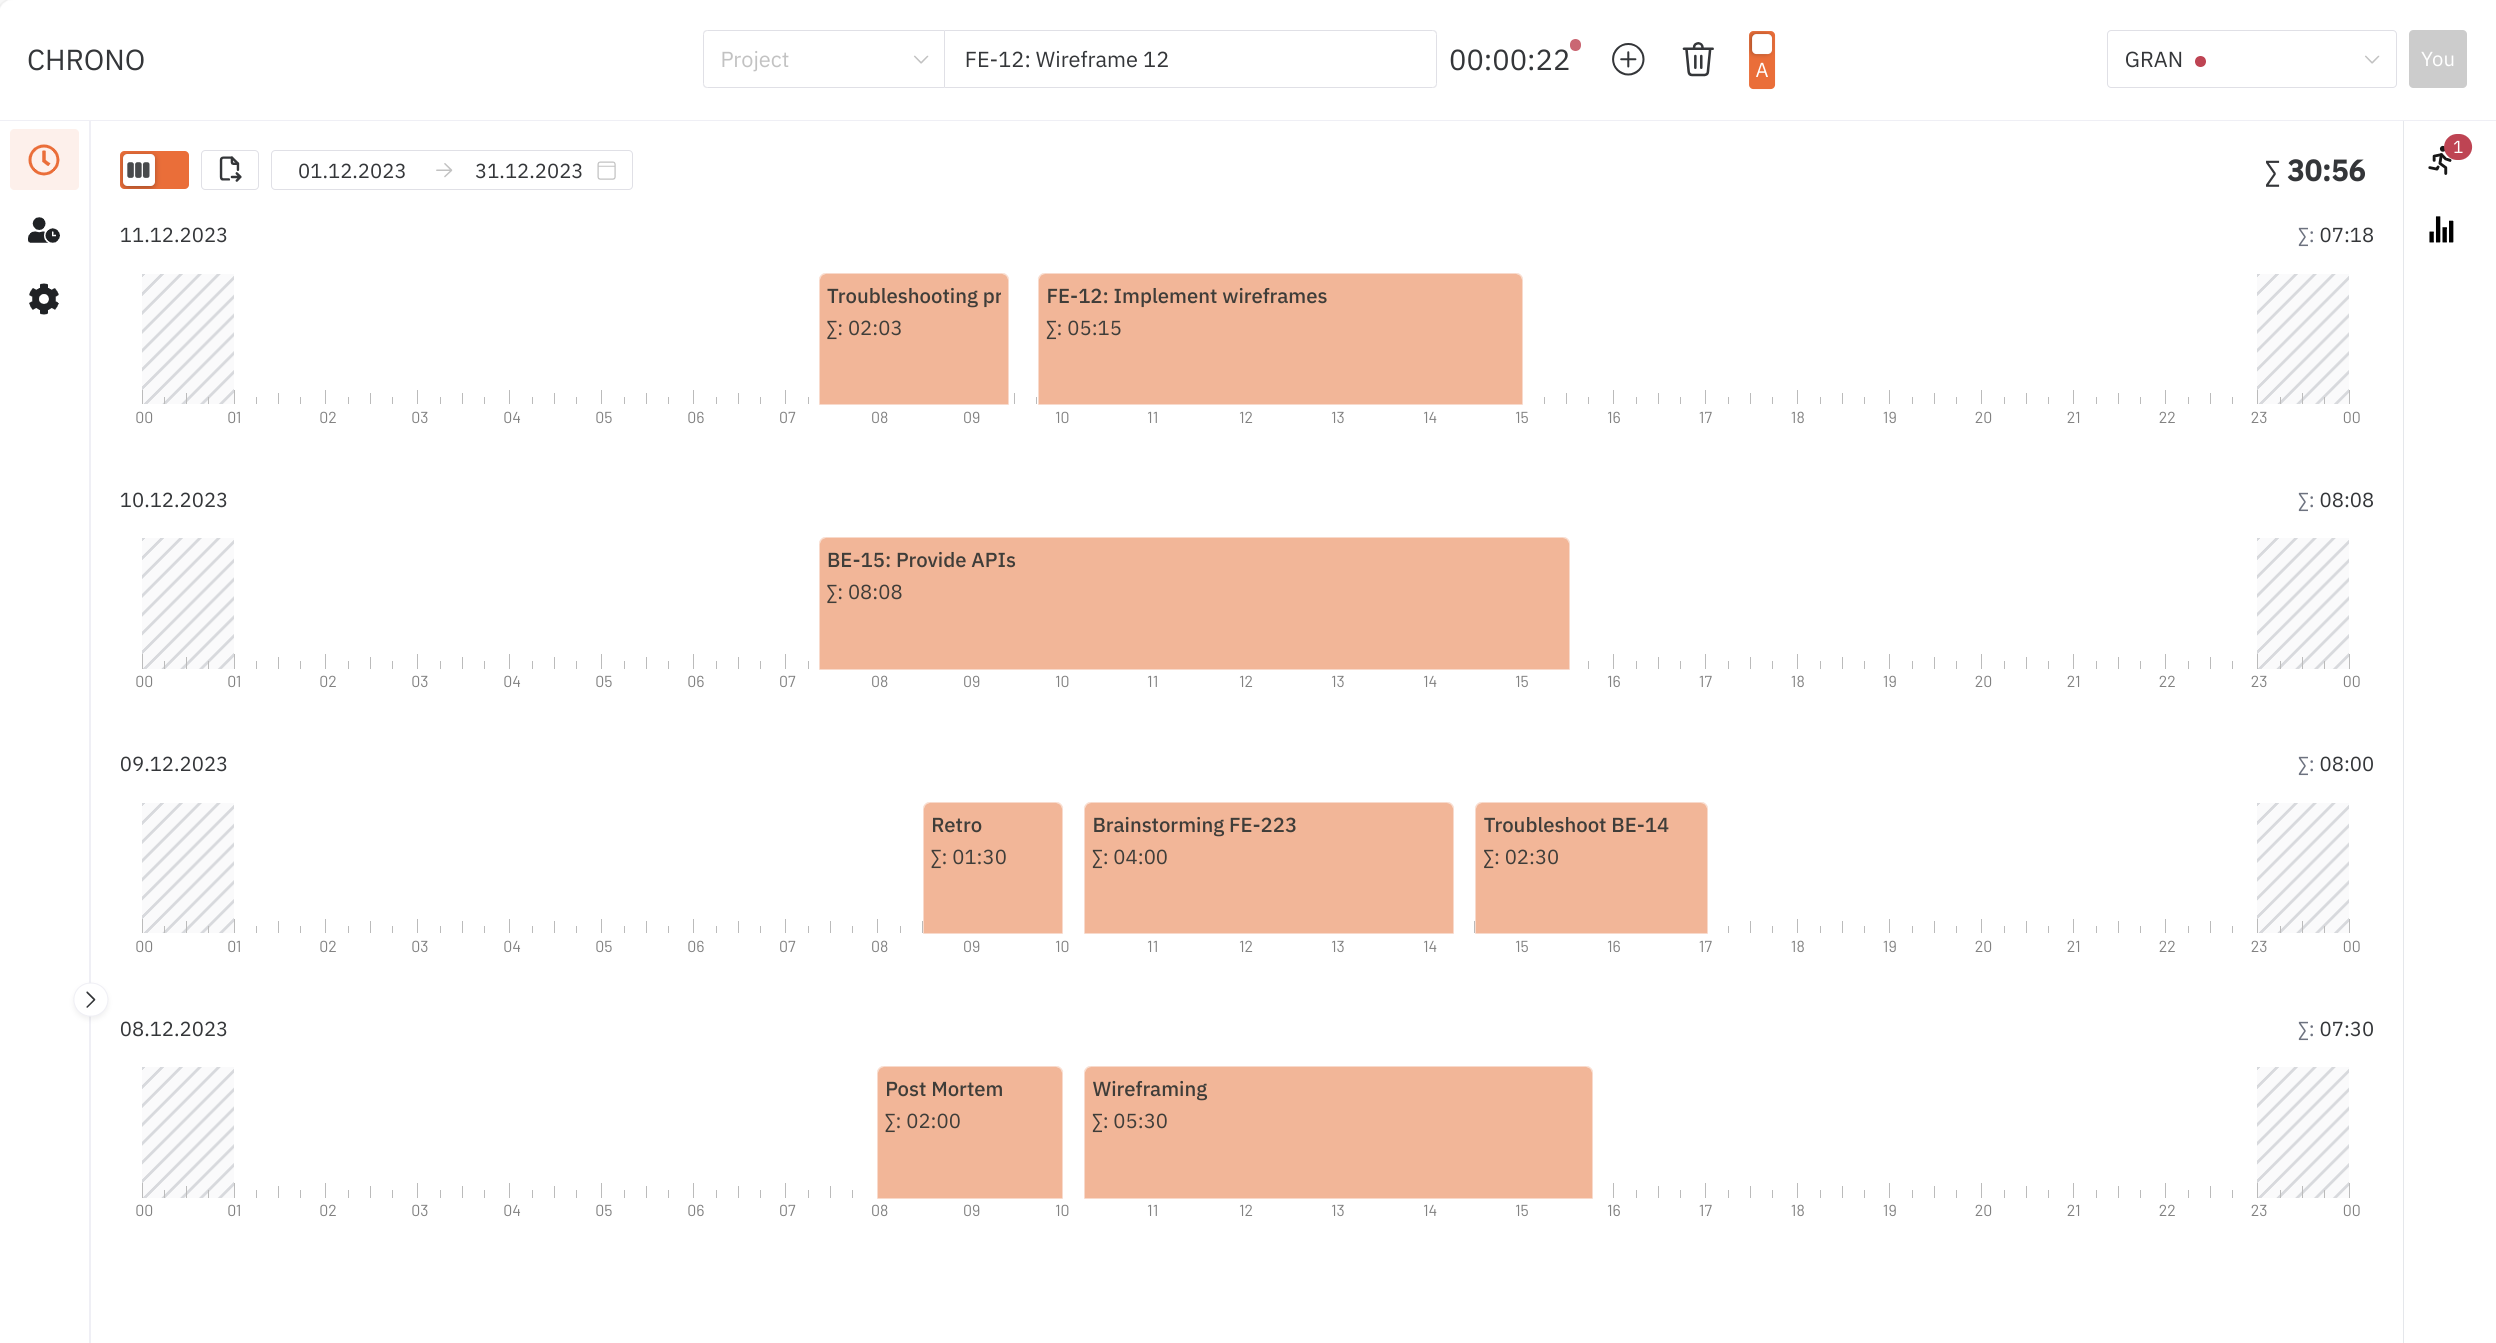 CHRONO
Project
FE-12: Wireframe 12
00:00:22
A
GRAN
You
01.12.2023 → 31.12.2023
∑ 30:56
1
11.12.2023
∑: 07:18
Troubleshooting pr
∑: 02:03
FE-12: Implement wireframes
∑: 05:15
00 01 02 03 04 05 06 07 08 09 10 11 12 13 14 15 16 17 18 19 20 21 22 23 00
10.12.2023
∑: 08:08
BE-15: Provide APIs
∑: 08:08
00 01 02 03 04 05 06 07 08 09 10 11 12 13 14 15 16 17 18 19 20 21 22 23 00
09.12.2023
∑: 08:00
Retro
∑: 01:30
Brainstorming FE-223
∑: 04:00
Troubleshoot BE-14
∑: 02:30
00 01 02 03 04 05 06 07 08 09 10 11 12 13 14 15 16 17 18 19 20 21 22 23 00
08.12.2023
∑: 07:30
Post Mortem
∑: 02:00
Wireframing
∑: 05:30
00 01 02 03 04 05 06 07 08 09 10 11 12 13 14 15 16 17 18 19 20 21 22 23 00